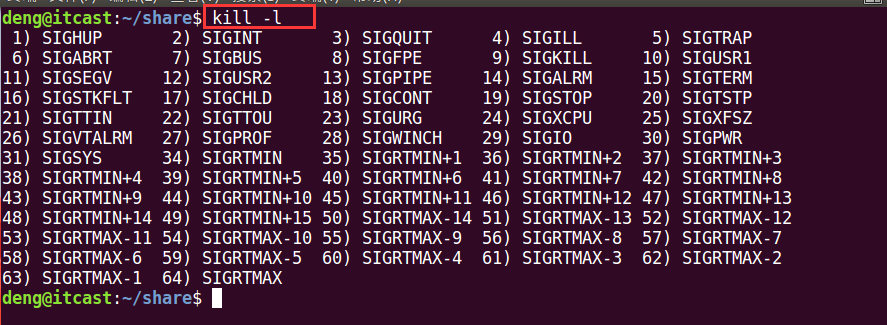 deng@itcast:~/share$ kill -l
 1) SIGHUP       2) SIGINT       3) SIGQUIT      4) SIGILL       5) SIGTRAP
 6) SIGABRT      7) SIGBUS       8) SIGFPE       9) SIGKILL     10) SIGUSR1
11) SIGSEGV     12) SIGUSR2     13) SIGPIPE     14) SIGALRM     15) SIGTERM
16) SIGSTKFLT   17) SIGCHLD     18) SIGCONT     19) SIGSTOP     20) SIGTSTP
21) SIGTTIN     22) SIGTTOU     23) SIGURG      24) SIGXCPU     25) SIGXFSZ
26) SIGVTALRM   27) SIGPROF     28) SIGWINCH    29) SIGIO       30) SIGPWR
31) SIGSYS      34) SIGRTMIN    35) SIGRTMIN+1  36) SIGRTMIN+2  37) SIGRTMIN+3
38) SIGRTMIN+4  39) SIGRTMIN+5  40) SIGRTMIN+6  41) SIGRTMIN+7  42) SIGRTMIN+8
43) SIGRTMIN+9  44) SIGRTMIN+10 45) SIGRTMIN+11 46) SIGRTMIN+12 47) SIGRTMIN+13
48) SIGRTMIN+14 49) SIGRTMIN+15 50) SIGRTMAX-14 51) SIGRTMAX-13 52) SIGRTMAX-12
53) SIGRTMAX-11 54) SIGRTMAX-10 55) SIGRTMAX-9  56) SIGRTMAX-8  57) SIGRTMAX-7
58) SIGRTMAX-6  59) SIGRTMAX-5  60) SIGRTMAX-4  61) SIGRTMAX-3  62) SIGRTMAX-2
63) SIGRTMAX-1  64) SIGRTMAX
deng@itcast:~/share$